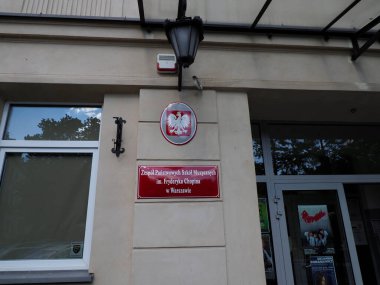 Zespół Państwowych Szkół Muzycznych
im. Fryderyka Chopina
w Warszawie